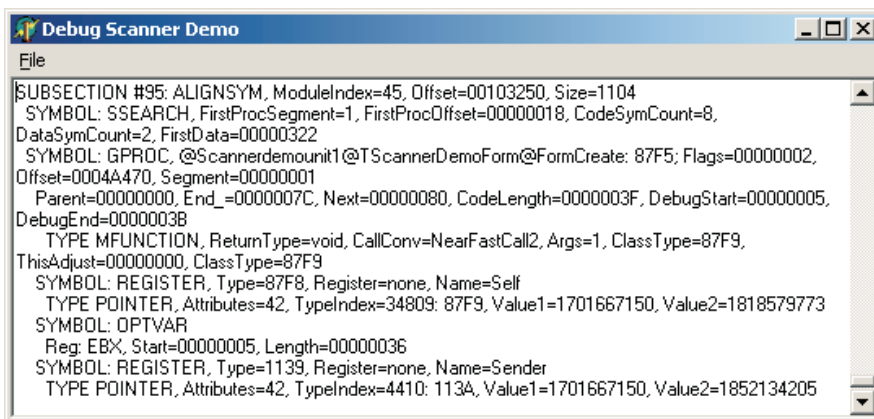 Debug Scanner Demo
File
SUBSECTION #95: ALIGNSYM, ModuleIndex=45, Offset=00103250, Size=1104
SYMBOL: SSEARCH, FirstProcSegment=1, FirstProcOffset=00000018, CodeSymCount=8,
DataSymCount=2, FirstData=00000322
SYMBOL: GPROC, @Scannerdemounit1@TScannerDemoForm@FormCreate: 87F5; Flags=00000002,
Offset=0004A470, Segment=00000001
Parent=00000000, End_=0000007C, Next=00000080, CodeLength=0000003F, DebugStart=00000005,
DebugEnd=0000003B
TYPE MFUNCTION, ReturnType=void, CallConv=NearFastCall2, Args=1, ClassType=87F9,
ThisAdjust=00000000, ClassType=87F9
SYMBOL: REGISTER, Type=87F8, Register=none, Name=Self
TYPE POINTER, Attributes=42, TypeIndex=34809: 87F9, Value1=1701667150, Value2=1818579773
SYMBOL: OPTVAR
Reg: EBX, Start=00000005, Length=00000036
SYMBOL: REGISTER, Type=1139, Register=none, Name=Sender
TYPE POINTER, Attributes=42, TypeIndex=4410: 113A, Value1=1701667150, Value2=1852134205